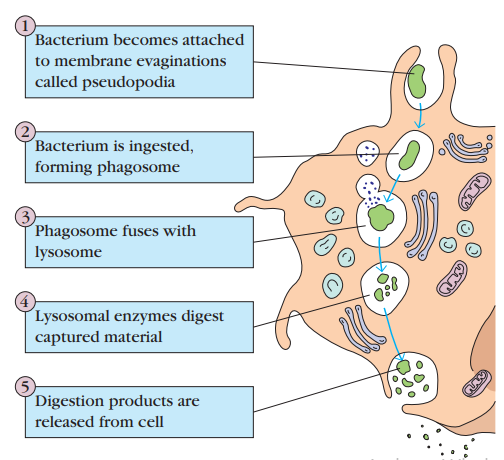 1
Bacterium becomes attached
to membrane evaginations
called pseudopodia
2
Bacterium is ingested,
forming phagosome
3
Phagosome fuses with
lysosome
4
Lysosomal enzymes digest
captured material
5
Digestion products are
released from cell